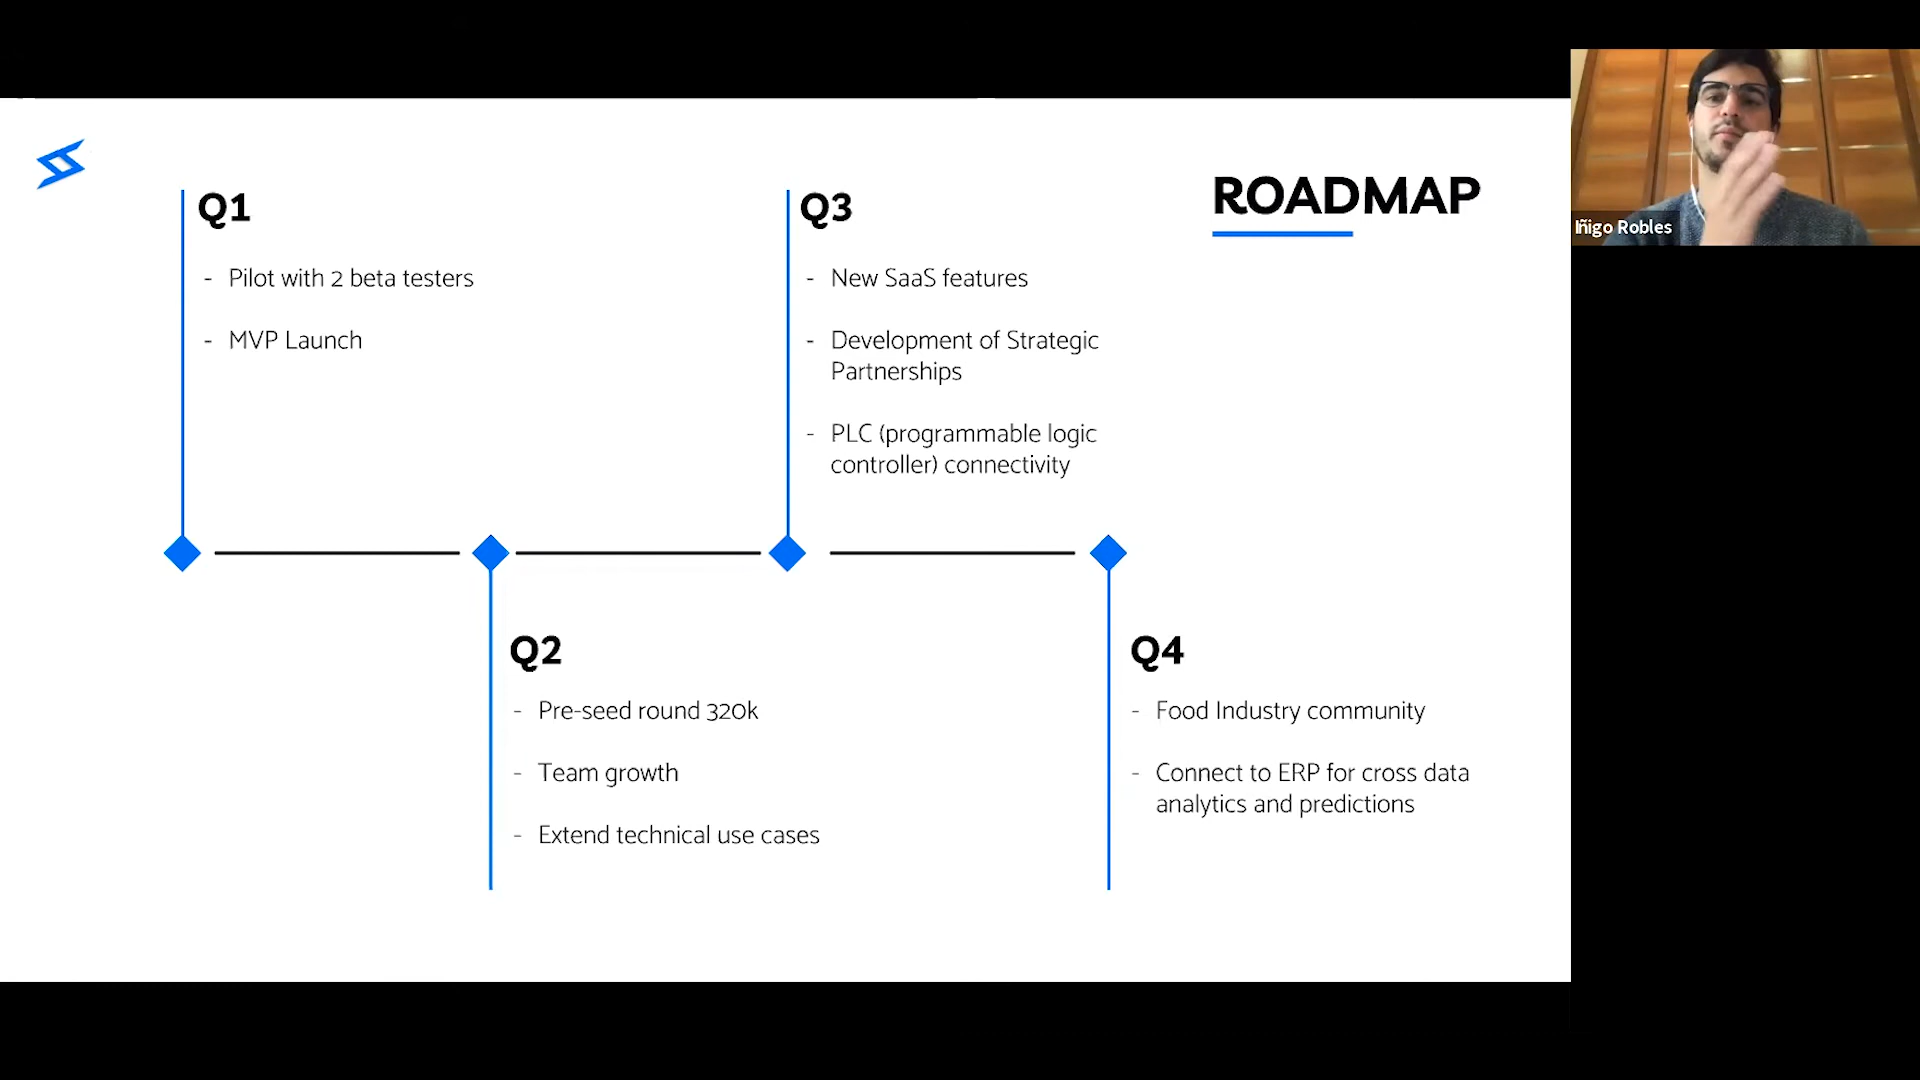 ROADMAP
Q1
- Pilot with 2 beta testers
- MVP Launch
Q3
- New SaaS features
- Development of Strategic
Partnerships
- PLC (programmable logic
controller) connectivity
Q2
- Pre-seed round 320k
- Team growth
- Extend technical use cases
Q4
- Food Industry community
- Connect to ERP for cross data
analytics and predictions
Iñigo Robles